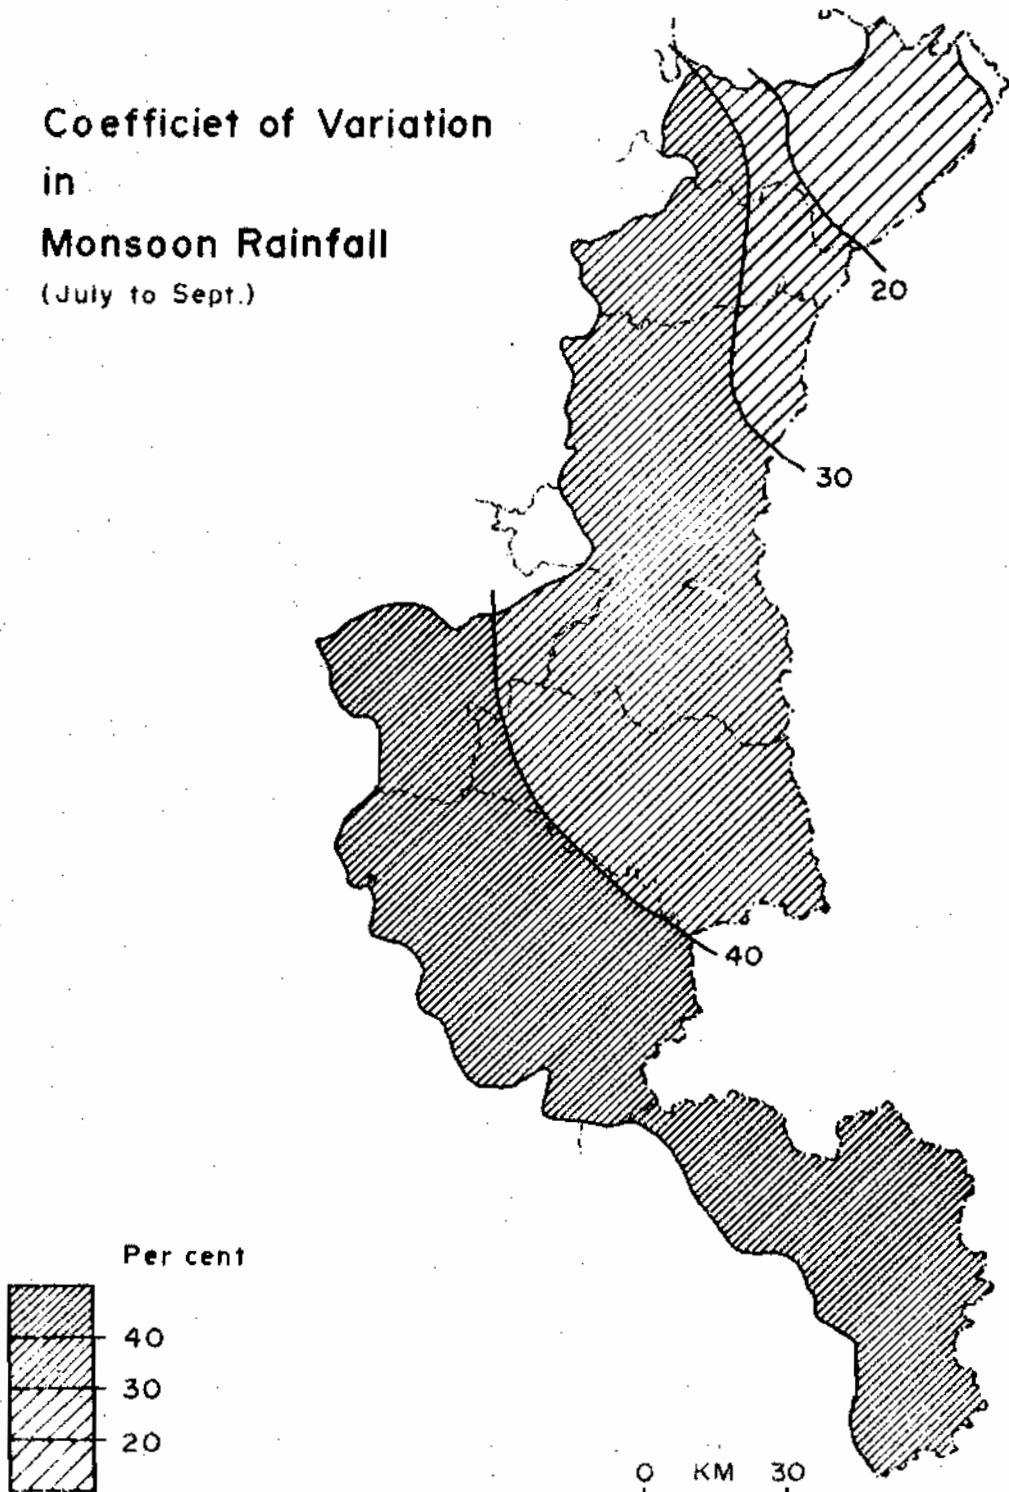 Coefficiet of Variation
in
Monsoon Rainfall
(July to Sept.)
20
30
40
Per cent
40
30
20
0 KM 30